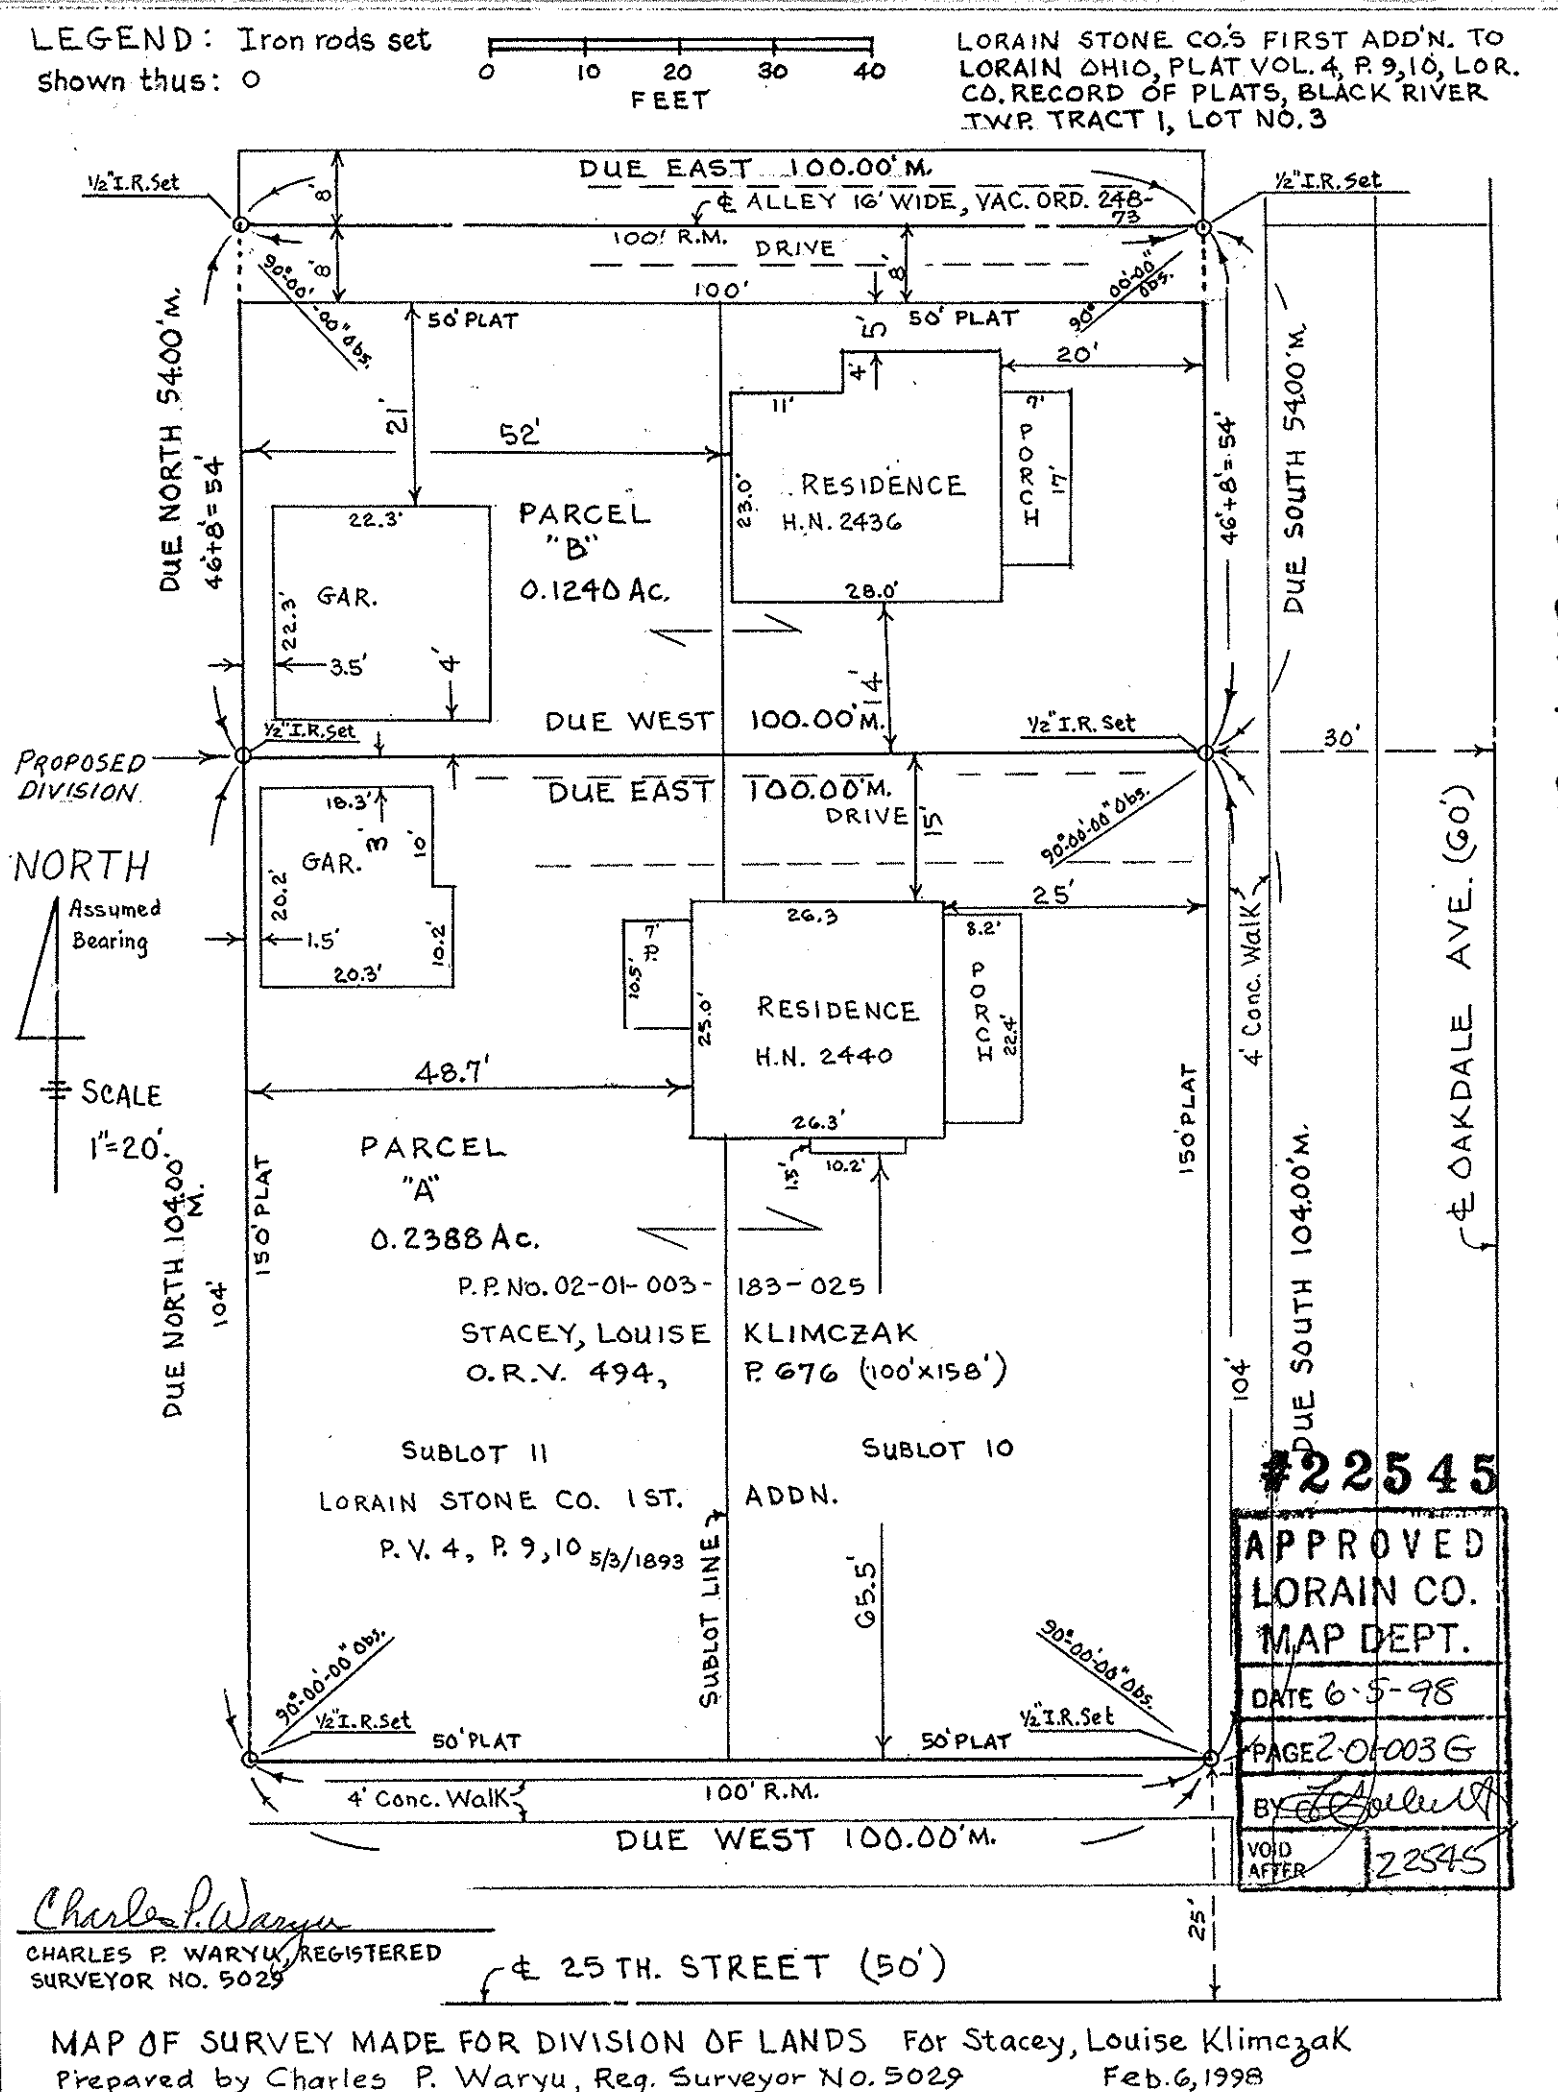 LEGEND: Iron rods set
shown thus: O
0 10 20 30 40
FEET
LORAIN STONE CO.'S FIRST ADD'N. TO
LORAIN OHIO, PLAT VOL. 4, P. 9,10, LOR.
CO. RECORD OF PLATS, BLACK RIVER
TWP. TRACT 1, LOT NO. 3
1/2" I.R. Set
DUE EAST 100.00' M.
1/2" I.R. Set
8'
℄ ALLEY 16' WIDE, VAC. ORD. 248-
73
100' R.M.
DRIVE
8'
8'
90°-00'-00" Obs.
90°-00'-00" Obs.
100'
50' PLAT
50' PLAT
5'
4'
20'
DUE NORTH 54.00' M.
46'+8'=54'
21'
52'
11'
7'
PORCH
17'
RESIDENCE
H.N. 2436
23.0'
28.0'
46'+8'=54'
DUE SOUTH 54.00' M.
22.3'
GAR.
22.3'
3.5'
4'
PARCEL
"B"
0.1240 Ac.
14'
1/2" I.R. Set
DUE WEST 100.00' M.
1/2" I.R. Set
30'
PROPOSED
DIVISION
DUE EAST 100.00' M.
DRIVE
15'
90°-00'-00" Obs.
18.3'
3'
10'
GAR.
20.2'
1.5'
10.2'
20.3'
NORTH
Assumed
Bearing
SCALE
1"=20'
25'
26.3
8.2'
7'
P.
10.5'
25.0'
RESIDENCE
H.N. 2440
PORCH
22.4'
26.3'
1.5'
10.2'
48.7'
4' Conc. Walk
℄ OAKDALE AVE. (60')
150' PLAT
150' PLAT
DUE NORTH 104.00'
M.
104'
PARCEL
"A"
0.2388 Ac.
P.P. No. 02-01-003-183-025
STACEY, LOUISE KLIMCZAK
O.R.V. 494, P. 676 (100'x158')
104'
DUE SOUTH 104.00' M.
SUBLOT 11
SUBLOT 10
LORAIN STONE CO. 1ST. ADDN.
P.V. 4, P. 9,10 5/3/1893
SUBLOT LINE
65.5'
#22545
APPROVED
LORAIN CO.
MAP DEPT.
DATE 6-5-98
PAGE 2-01-003 G
BY
VOID
AFTER 22545
90°-00'-00" Obs.
1/2" I.R. Set
50' PLAT
50' PLAT
90°-00'-00" Obs.
1/2" I.R. Set
4' Conc. Walk
100' R.M.
DUE WEST 100.00' M.
25'
Charles P. Waryu
CHARLES P. WARYU, REGISTERED
SURVEYOR NO. 5029
℄ 25TH. STREET (50')
MAP OF SURVEY MADE FOR DIVISION OF LANDS For Stacey, Louise Klimczak
Prepared by Charles P. Waryu, Reg. Surveyor No. 5029 Feb. 6, 1998